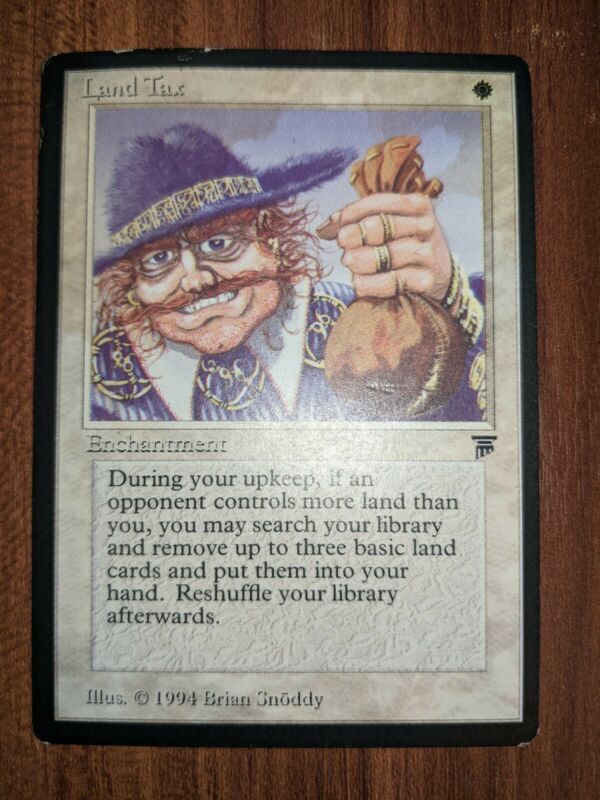 Land Tax
Enchantment
During your upkeep, if an
opponent controls more land than
you, you may search your library
and remove up to three basic land
cards and put them into your
hand. Reshuffle your library
afterwards.
Illus. © 1994 Brian Snōddy